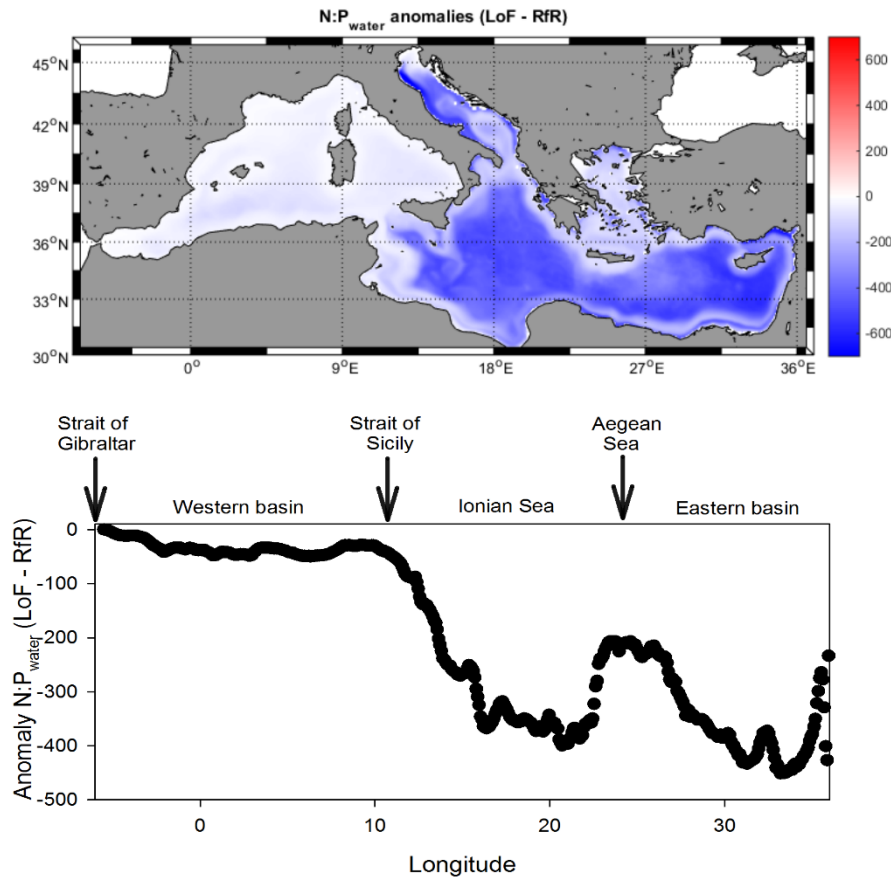 N:Pwater anomalies (LoF - RfR)
45°N
42°N
39°N
36°N
33°N
30°N
0°
9°E
18°E
27°E
36°E
600
400
200
0
-200
-400
-600
Strait of
Gibraltar
Strait of
Sicily
Aegean
Sea
Western basin
Ionian Sea
Eastern basin
Anomaly N:Pwater (LoF - RfR)
0
-100
-200
-300
-400
-500
0
10
20
30
Longitude